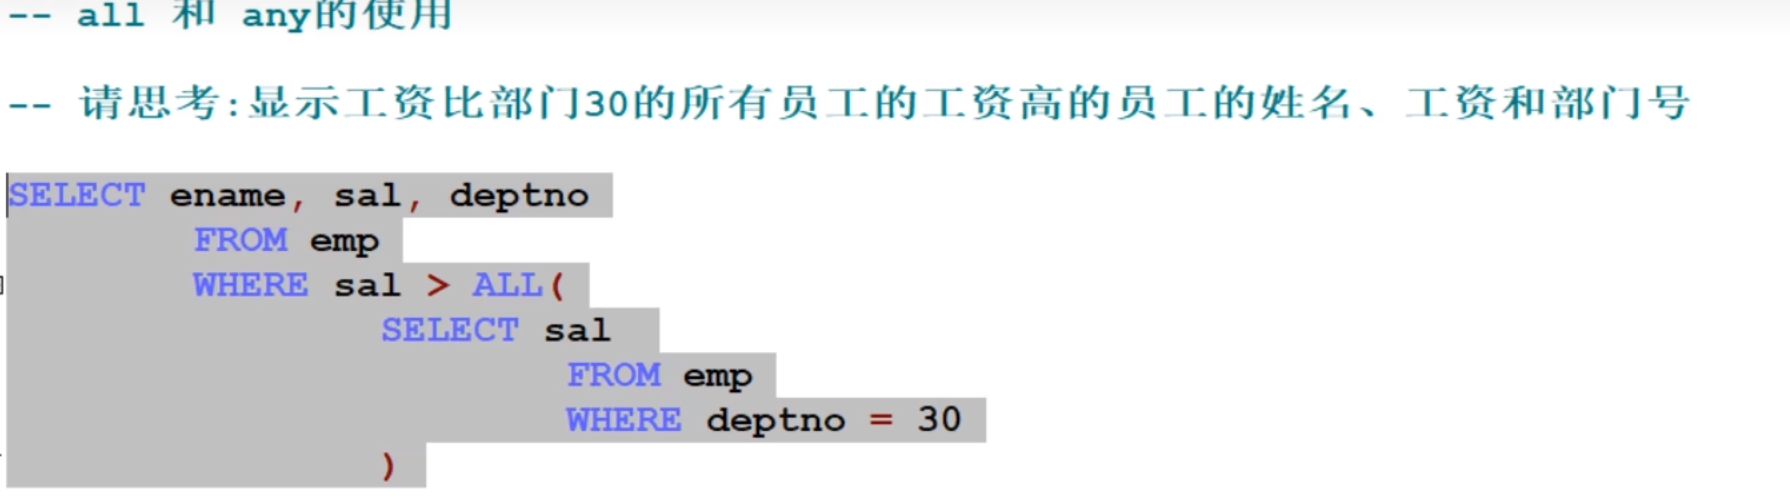 -- all 和 any的使用
-- 请思考:显示工资比部门30的所有员工的工资高的员工的姓名、工资和部门号
SELECT ename, sal, deptno
FROM emp
WHERE sal > ALL(
SELECT sal
FROM emp
WHERE deptno = 30
)